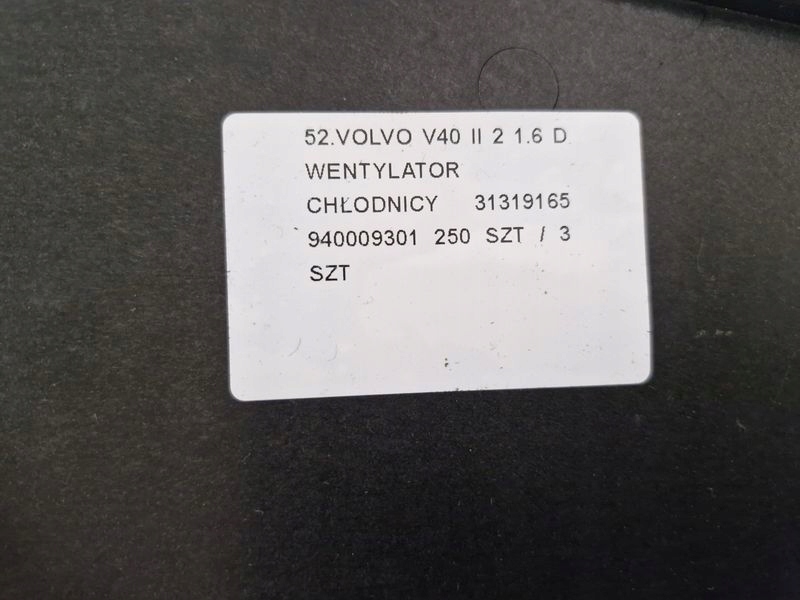 52.VOLVO V40 II 2 1.6 D
WENTYLATOR
CHŁODNICY 31319165
940009301 250 SZT / 3
SZT